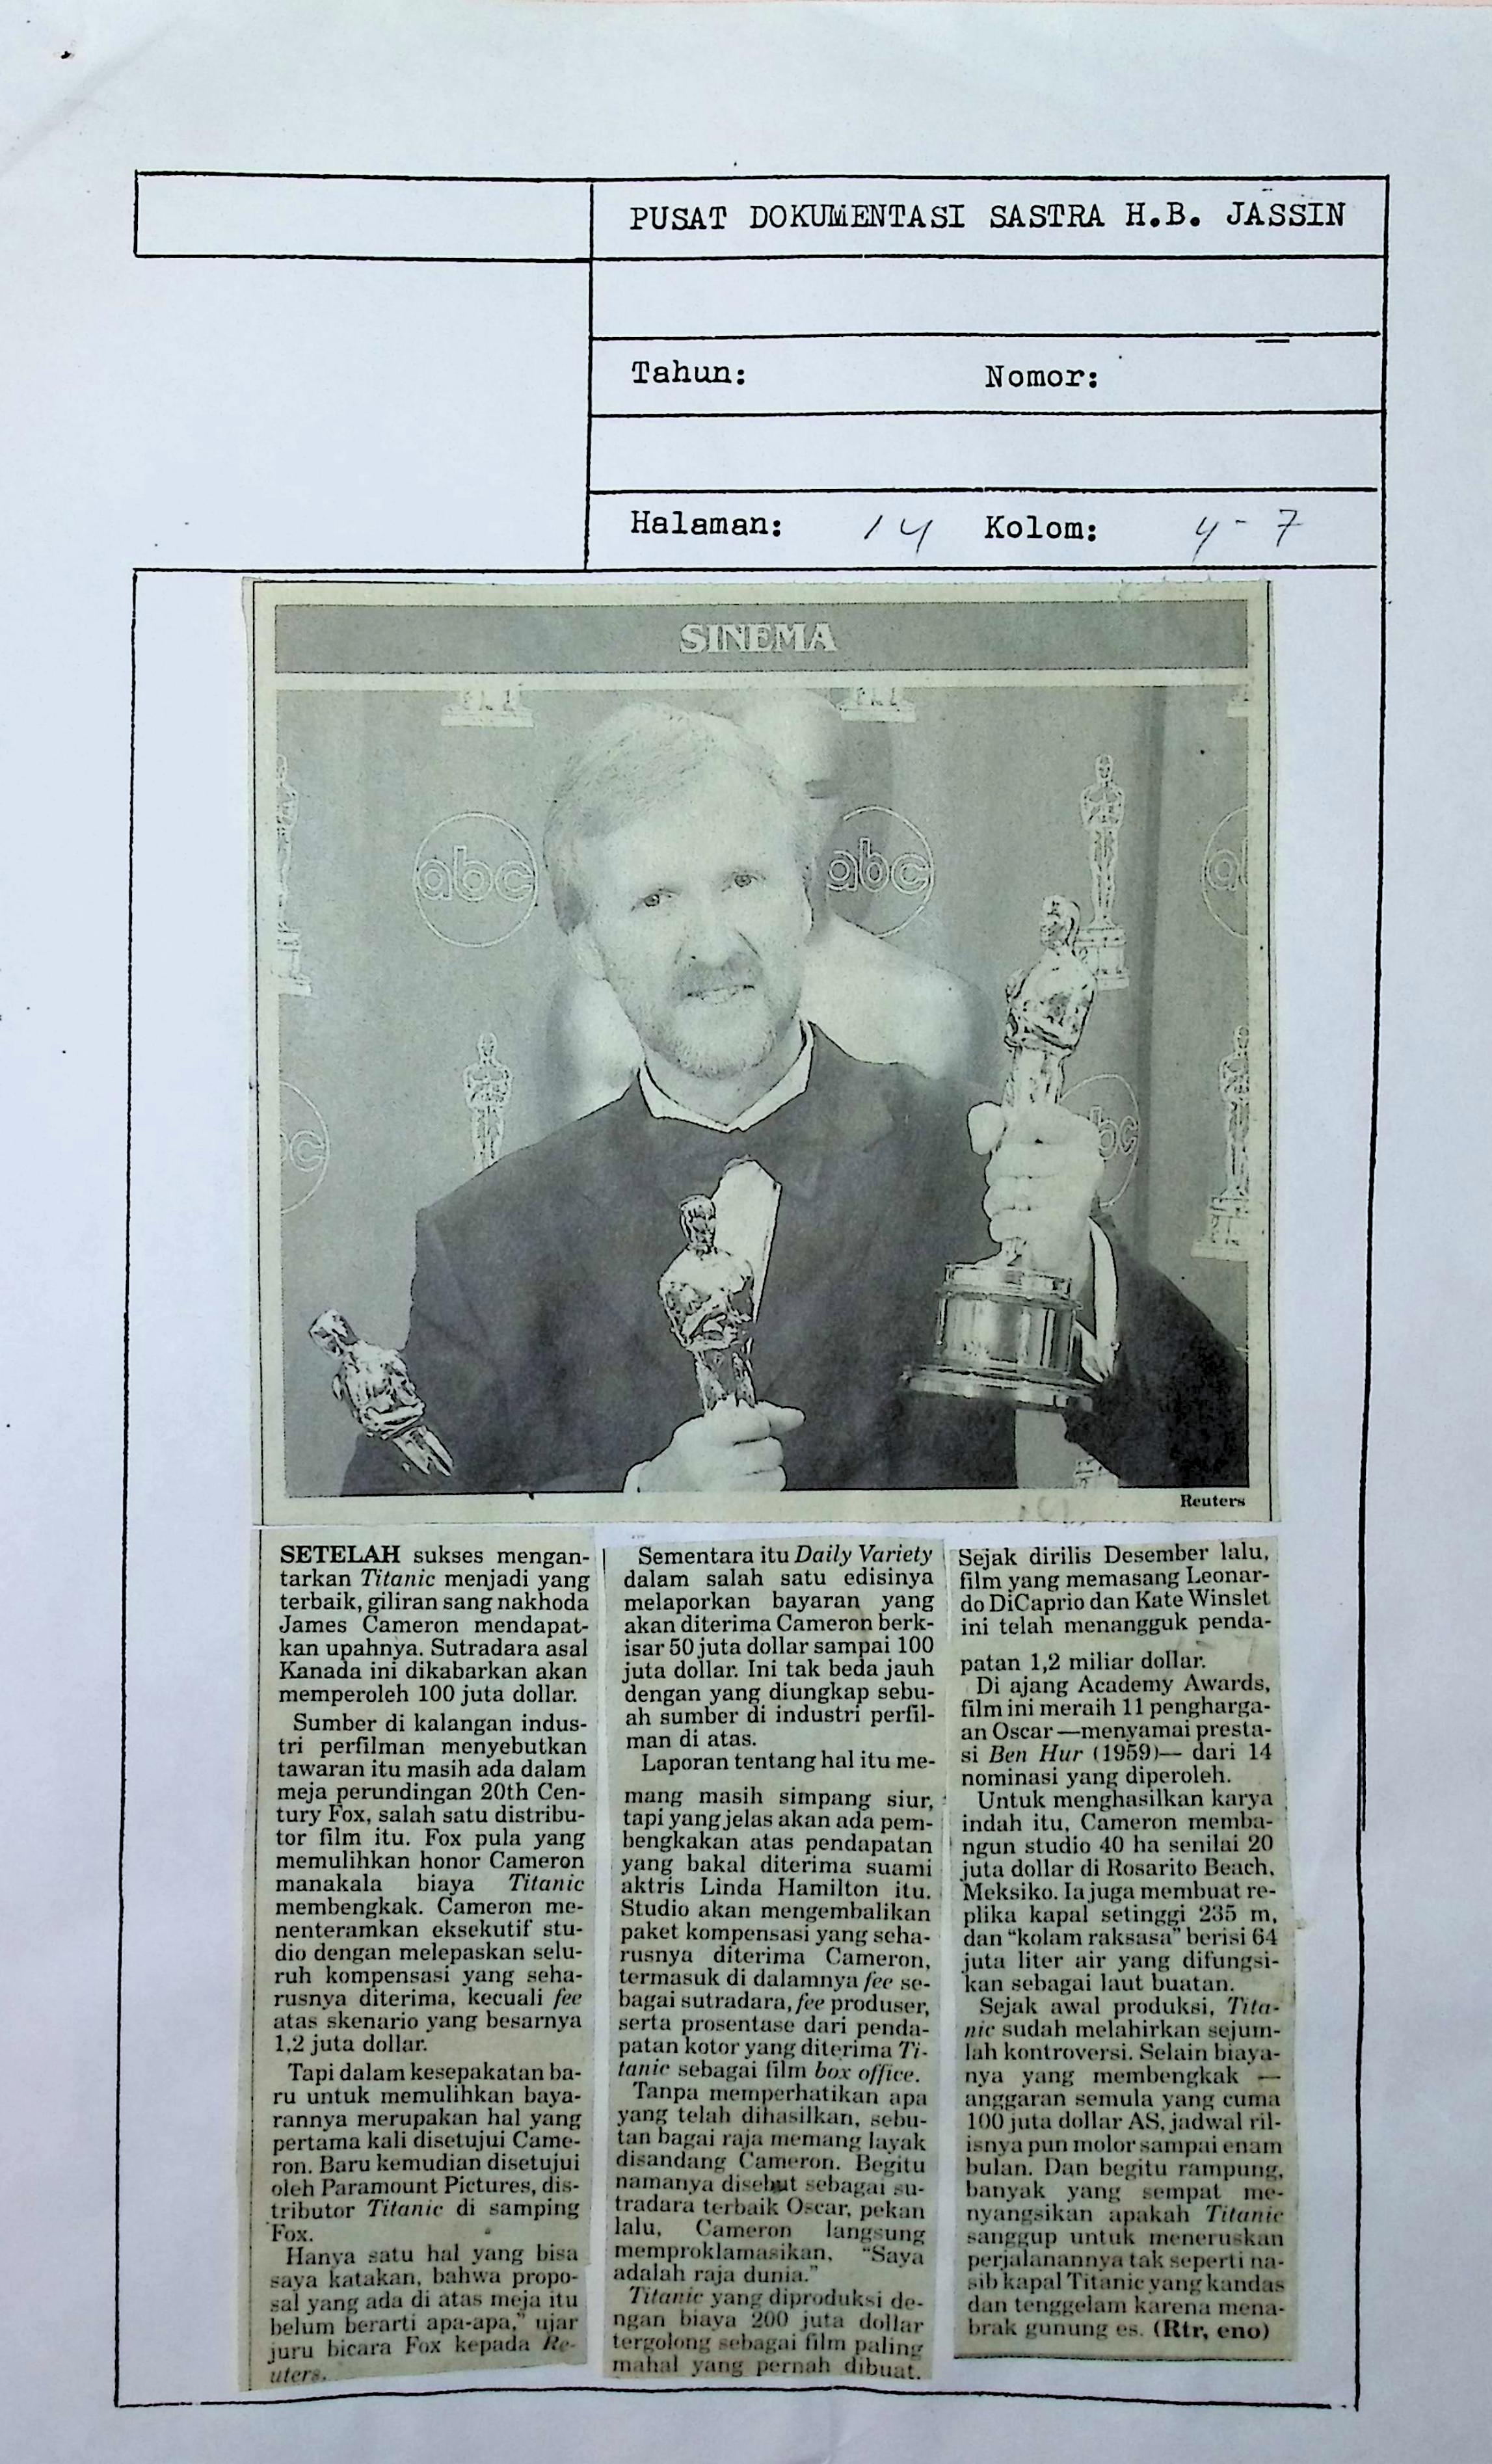 PUSAT DOKUMENTASI SASTRA H.B. JASSIN
Tahun: Nomor:
Halaman: 14 Kolom: 4-7
SINEMA
abc
abc
a
bc
bc
Reuters
SETELAH sukses mengan-
tarkan Titanic menjadi yang
terbaik, giliran sang nakhoda
James Cameron mendapat-
kan upahnya. Sutradara asal
Kanada ini dikabarkan akan
memperoleh 100 juta dollar.
Sumber di kalangan indus-
tri perfilman menyebutkan
tawaran itu masih ada dalam
meja perundingan 20th Cen-
tury Fox, salah satu distribu-
tor film itu. Fox pula yang
memulihkan honor Cameron
manakala biaya Titanic
membengkak. Cameron me-
nenteramkan eksekutif stu-
dio dengan melepaskan selu-
ruh kompensasi yang seha-
rusnya diterima, kecuali fee
atas skenario yang besarnya
1,2 juta dollar.
Tapi dalam kesepakatan ba-
ru untuk memulihkan baya-
rannya merupakan hal yang
pertama kali disetujui Came-
ron. Baru kemudian disetujui
oleh Paramount Pictures, dis-
tributor Titanic di samping
Fox.
Hanya satu hal yang bisa
saya katakan, bahwa propo-
sal yang ada di atas meja itu
belum berarti apa-apa," ujar
juru bicara Fox kepada Re-
uters.
Sementara itu Daily Variety
dalam salah satu edisinya
melaporkan bayaran yang
akan diterima Cameron berk-
isar 50 juta dollar sampai 100
juta dollar. Ini tak beda jauh
dengan yang diungkap sebu-
ah sumber di industri perfil-
man di atas.
Laporan tentang hal itu me-
mang masih simpang siur,
tapi yang jelas akan ada pem-
bengkakan atas pendapatan
yang bakal diterima suami
aktris Linda Hamilton itu.
Studio akan mengembalikan
paket kompensasi yang seha-
rusnya diterima Cameron,
termasuk di dalamnya fee se-
bagai sutradara, fee produser,
serta prosentase dari penda-
patan kotor yang diterima Ti-
tanic sebagai film box office.
Tanpa memperhatikan apa
yang telah dihasilkan, sebu-
tan bagai raja memang layak
disandang Cameron. Begitu
namanya disebut sebagai su-
tradara terbaik Oscar, pekan
lalu, Cameron langsung
memproklamasikan, "Saya
adalah raja dunia."
Titanic yang diproduksi de-
ngan biaya 200 juta dollar
tergolong sebagai film paling
mahal yang pernah dibuat.
Sejak dirilis Desember lalu,
film yang memasang Leonar-
do DiCaprio dan Kate Winslet
ini telah menangguk penda-
patan 1,2 miliar dollar.
Di ajang Academy Awards,
film ini meraih 11 pengharga-
an Oscar —menyamai presta-
si Ben Hur (1959)— dari 14
nominasi yang diperoleh.
Untuk menghasilkan karya
indah itu, Cameron memba-
ngun studio 40 ha senilai 20
juta dollar di Rosarito Beach,
Meksiko. Ia juga membuat re-
plika kapal setinggi 235 m,
dan "kolam raksasa" berisi 64
juta liter air yang difungsi-
kan sebagai laut buatan.
Sejak awal produksi, Tita-
nic sudah melahirkan sejum-
lah kontroversi. Selain biaya-
nya yang membengkak —
anggaran semula yang cuma
100 juta dollar AS, jadwal ril-
isnya pun molor sampai enam
bulan. Dan begitu rampung,
banyak yang sempat me-
nyangsikan apakah Titanic
sanggup untuk meneruskan
perjalanannya tak seperti na-
sib kapal Titanic yang kandas
dan tenggelam karena mena-
brak gunung es. (Rtr, eno)